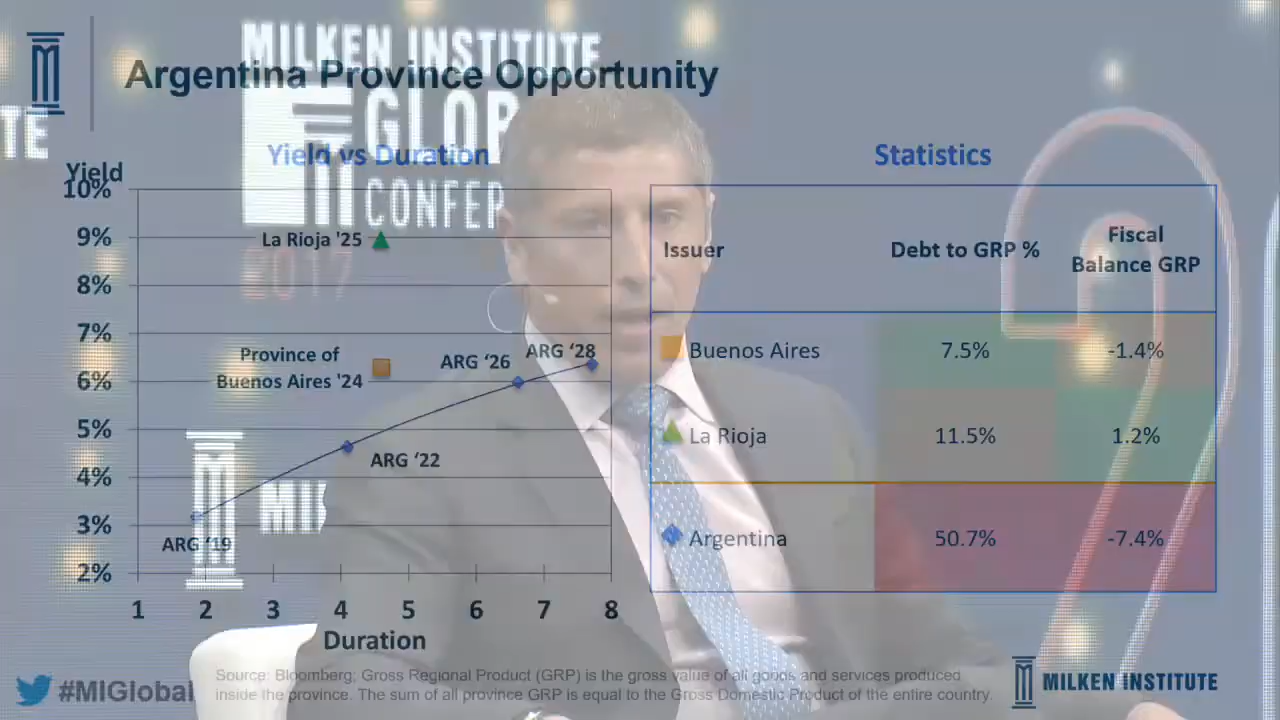 MILKEN INSTITUTE
Argentina Province Opportunity
TE
GLOB
CONFER
2017
Yield vs Duration
Yield
10%
9%
8%
7%
6%
5%
4%
3%
2%
La Rioja '25
Province of
Buenos Aires '24
ARG ‘26
ARG ‘28
ARG ‘22
ARG ‘19
MIL
1 2 3 4 5 6 7 8
Duration
Statistics
Issuer Debt to GRP % Fiscal
Balance GRP
Buenos Aires 7.5% -1.4%
La Rioja 11.5% 1.2%
Argentina 50.7% -7.4%
Source: Bloomberg, Gross Regional Product (GRP) is the gross value of all goods and services produced
inside the province. The sum of all province GRP is equal to the Gross Domestic Product of the entire country.
#MIGlobal
MILKEN INSTITUTE